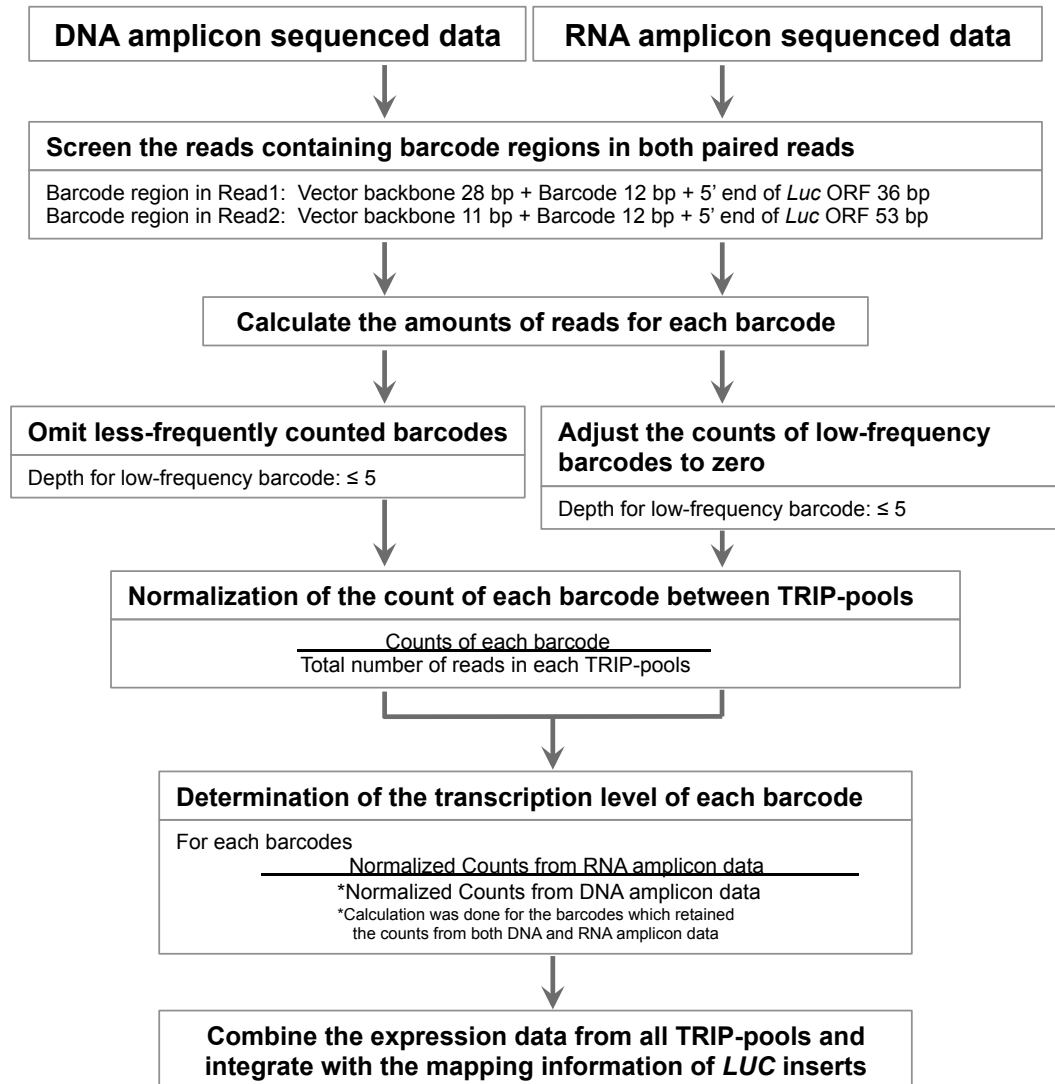 DNA amplicon sequenced data
RNA amplicon sequenced data
Screen the reads containing barcode regions in both paired reads
Barcode region in Read1: Vector backbone 28 bp + Barcode 12 bp + 5' end of Luc ORF 36 bp
Barcode region in Read2: Vector backbone 11 bp + Barcode 12 bp + 5' end of Luc ORF 53 bp
Calculate the amounts of reads for each barcode
Omit less-frequently counted barcodes
Depth for low-frequency barcode: ≤ 5
Adjust the counts of low-frequency
barcodes to zero
Depth for low-frequency barcode: ≤ 5
Normalization of the count of each barcode between TRIP-pools
Counts of each barcode
Total number of reads in each TRIP-pools
Determination of the transcription level of each barcode
For each barcodes
Normalized Counts from RNA amplicon data
*Normalized Counts from DNA amplicon data
*Calculation was done for the barcodes which retained
the counts from both DNA and RNA amplicon data
Combine the expression data from all TRIP-pools and
integrate with the mapping information of LUC inserts